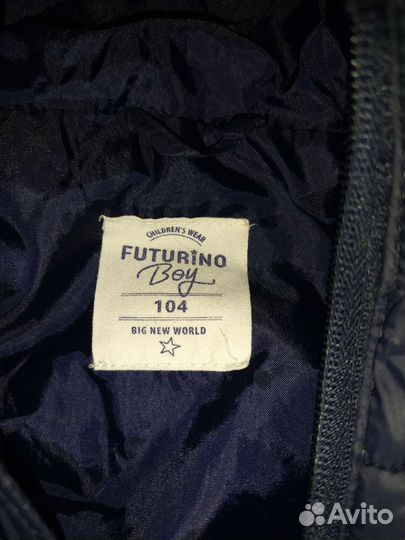 CHILDREN'S WEAR
FUTURINO
Boy
104
BIG NEW WORLD
Avito